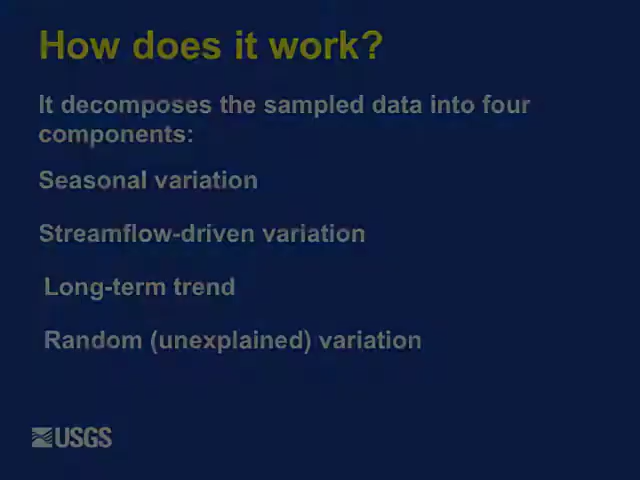 How does it work?
It decomposes the sampled data into four
components:
Seasonal variation
Streamflow-driven variation
Long-term trend
Random (unexplained) variation
USGS